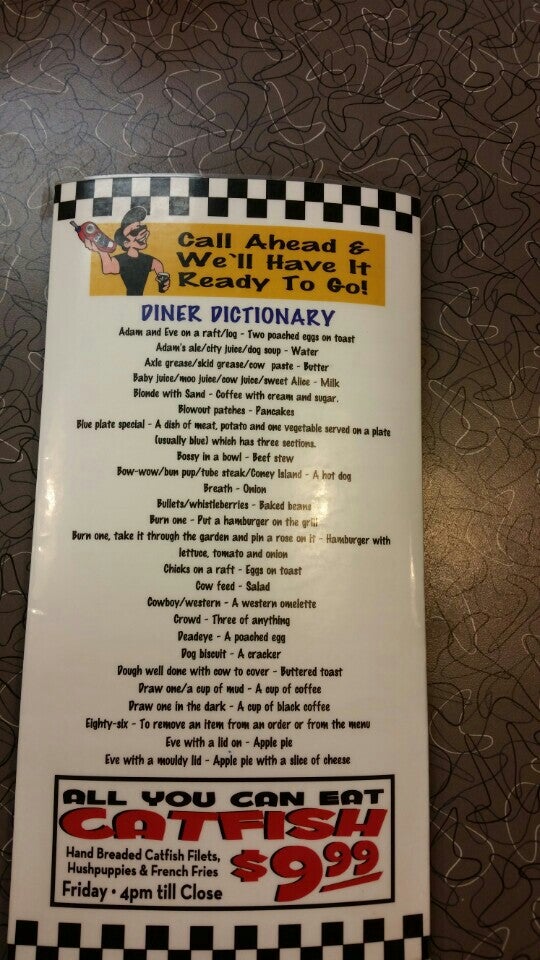 Call Ahead &
We'll Have It
Ready To Go!
DINER DICTIONARY
Adam and Eve on a raft/log - Two poached eggs on toast
Adam's ale/city juice/dog soup - Water
Axle grease/skid grease/cow paste - Butter
Baby juice/moo juice/cow juice/sweet Alice - Milk
Blonde with Sand - Coffee with cream and sugar.
Blowout patches - Pancakes
Blue plate special - A dish of meat, potato and one vegetable served on a plate
(usually blue) which has three sections.
Bossy in a bowl - Beef stew
Bow-wow/bun pup/tube steak/Coney Island - A hot dog
Breath - Onion
Bullets/whistleberries - Baked beans
Burn one - Put a hamburger on the grill
Burn one, take it through the garden and pin a rose on it - Hamburger with
lettuce, tomato and onion
Chicks on a raft - Eggs on toast
Cow feed - Salad
Cowboy/western - A western omelette
Crowd - Three of anything
Deadeye - A poached egg
Dog biscuit - A cracker
Dough well done with cow to cover - Buttered toast
Draw one/a cup of mud - A cup of coffee
Draw one in the dark - A cup of black coffee
Eighty-six - To remove an item from an order or from the menu
Eve with a lid on - Apple pie
Eve with a mouldy lid - Apple pie with a slice of cheese
ALL YOU CAN EAT
CATFISH
Hand Breaded Catfish Filets,
Hushpuppies & French Fries
Friday • 4pm till Close
$9.99